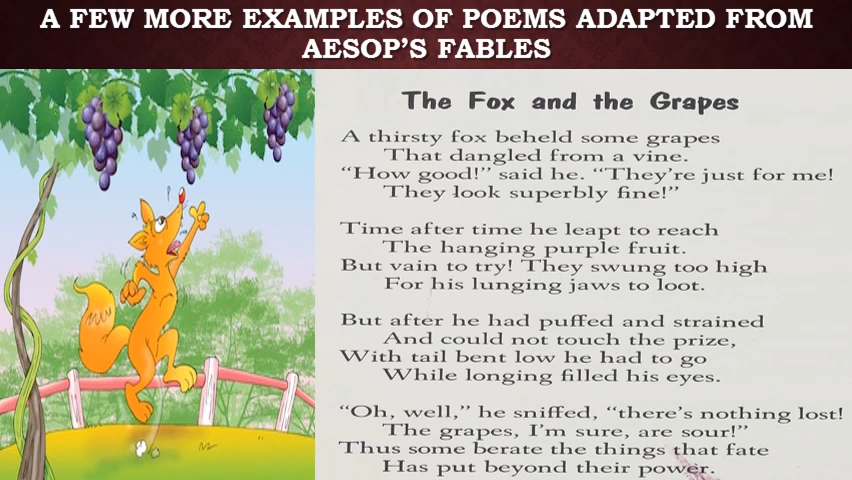 A FEW MORE EXAMPLES OF POEMS ADAPTED FROM
AESOP'S FABLES
The Fox and the Grapes
A thirsty fox beheld some grapes
That dangled from a vine.
"How good!" said he. "They're just for me!
They look superbly fine!"
Time after time he leapt to reach
The hanging purple fruit.
But vain to try! They swung too high
For his lunging jaws to loot.
But after he had puffed and strained
And could not touch the prize,
With tail bent low he had to go
While longing filled his eyes.
"Oh, well," he sniffed, "there's nothing lost!
The grapes, I'm sure, are sour!"
Thus some berate the things that fate
Has put beyond their power.